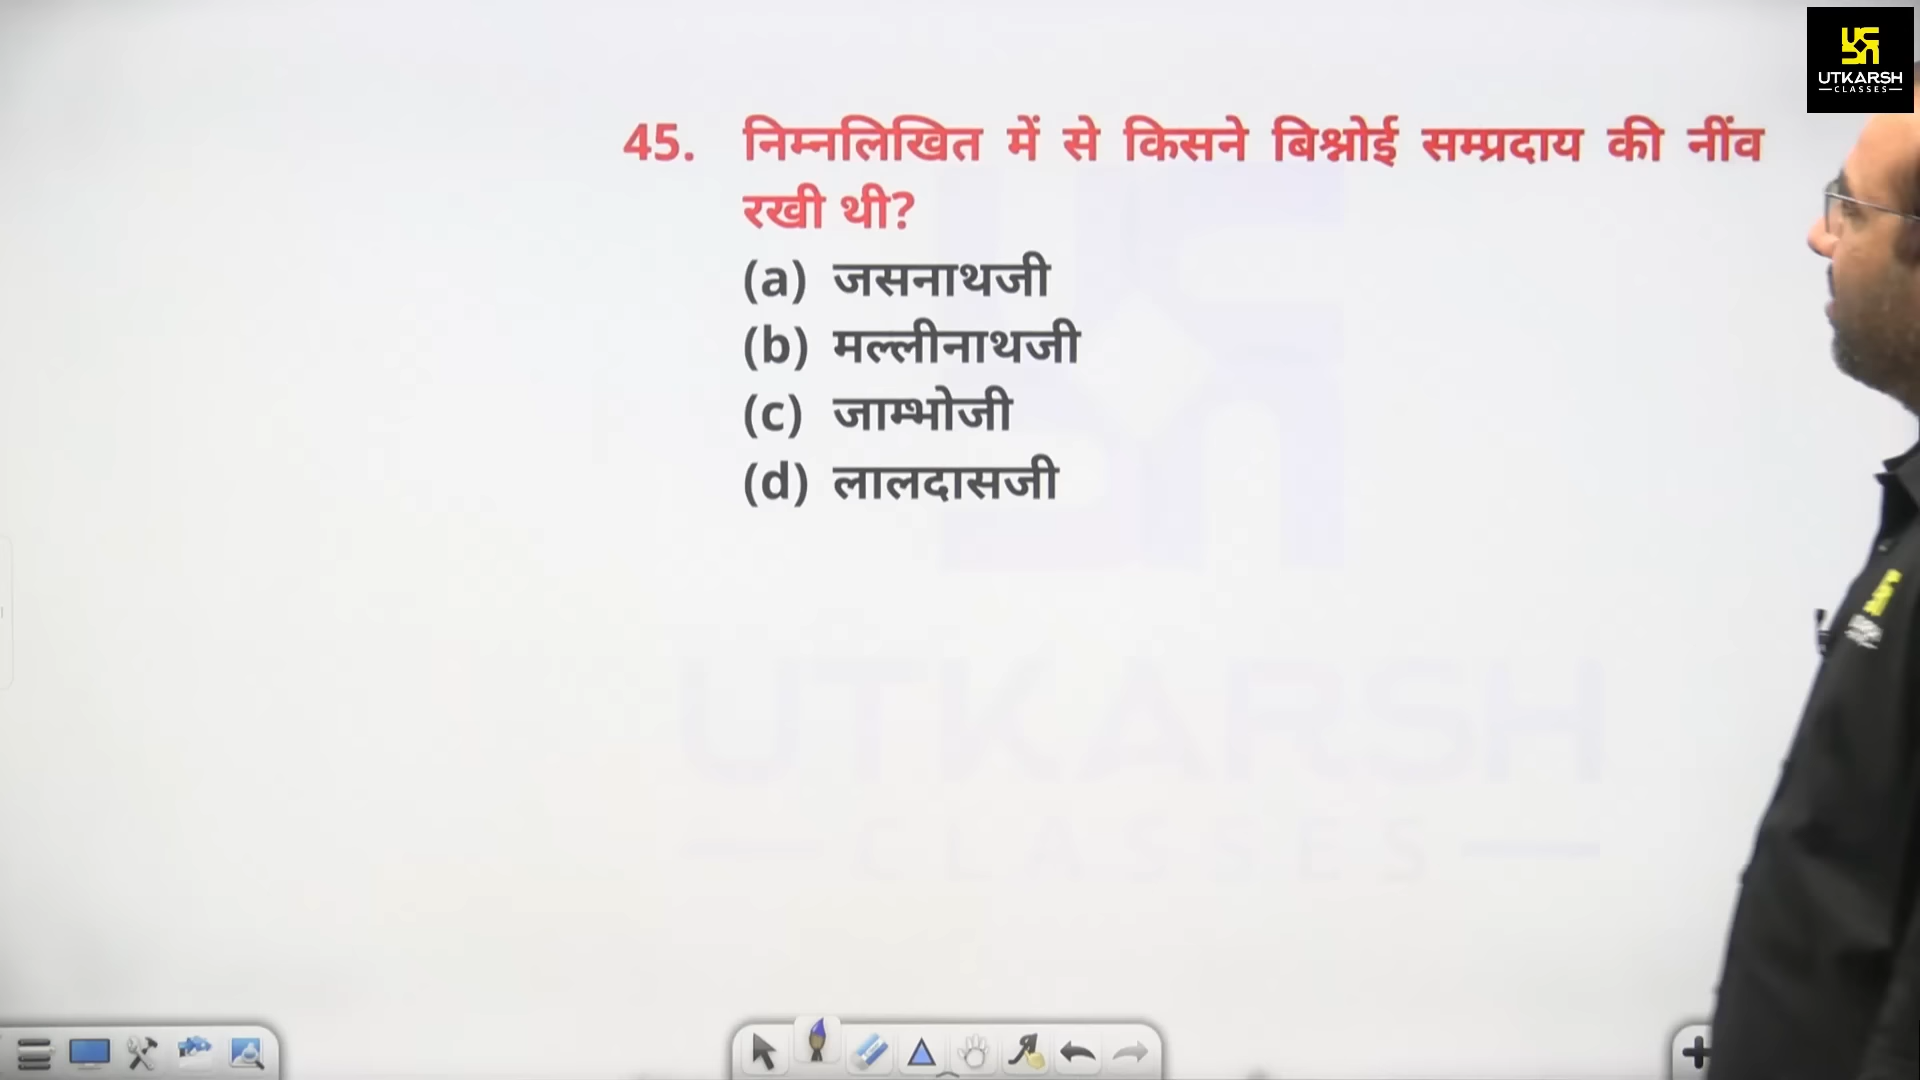 UTKARSH
CLASSES
45. निम्नलिखित में से किसने बिश्नोई सम्प्रदाय की नींव
रखी थी?
(a) जसनाथजी
(b) मल्लीनाथजी
(c) जाम्भोजी
(d) लालदासजी
UTKARSH
CLASSES